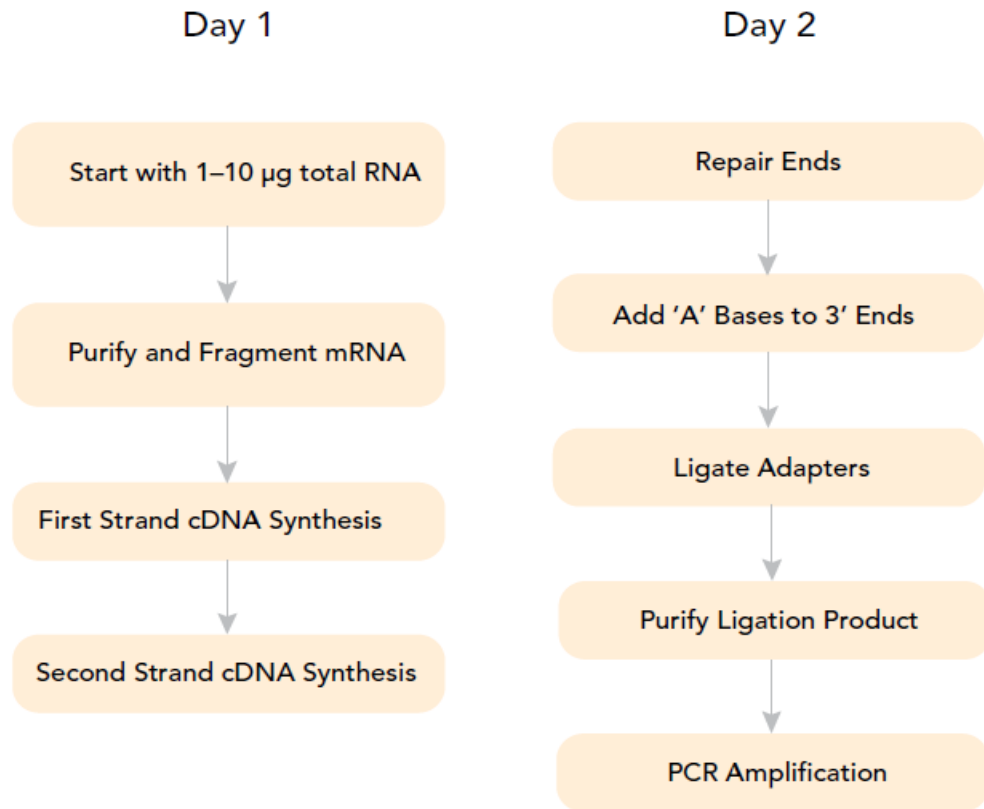 Day 1
Start with 1–10 µg total RNA
Purify and Fragment mRNA
First Strand cDNA Synthesis
Second Strand cDNA Synthesis
Day 2
Repair Ends
Add ‘A’ Bases to 3’ Ends
Ligate Adapters
Purify Ligation Product
PCR Amplification